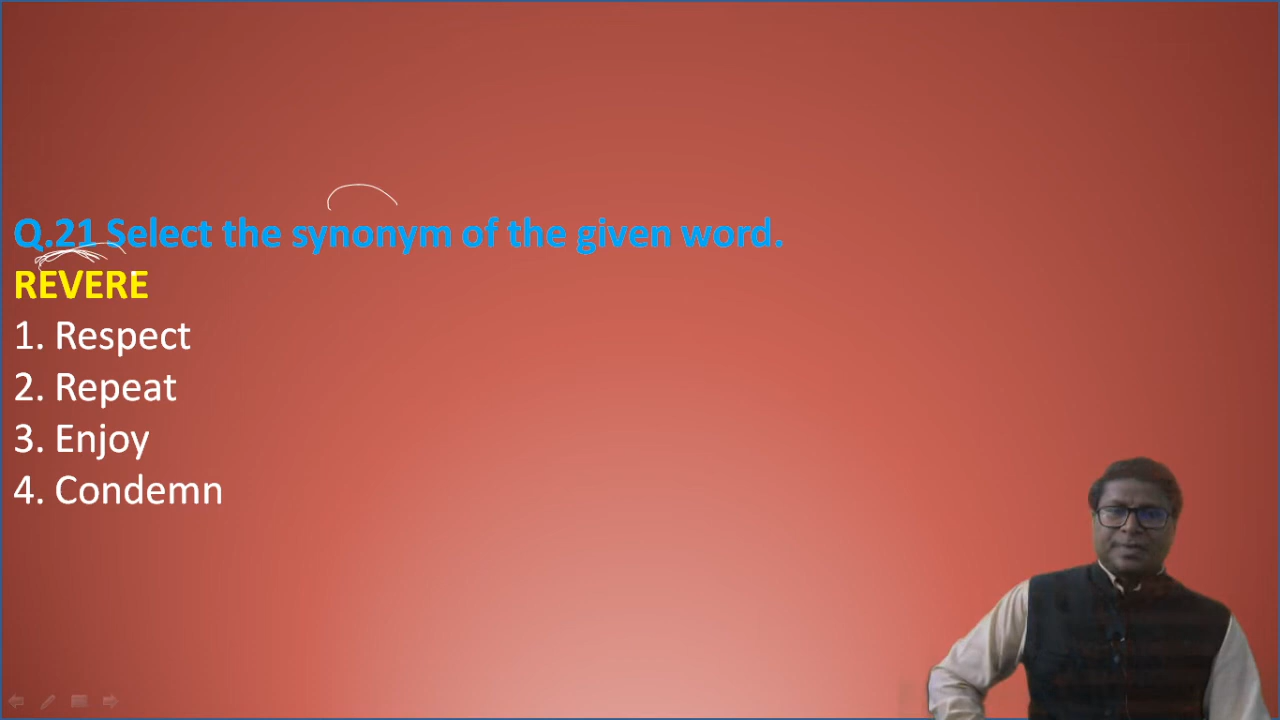 Q.21 Select the synonym of the given word.
REVERE
1. Respect
2. Repeat
3. Enjoy
4. Condemn